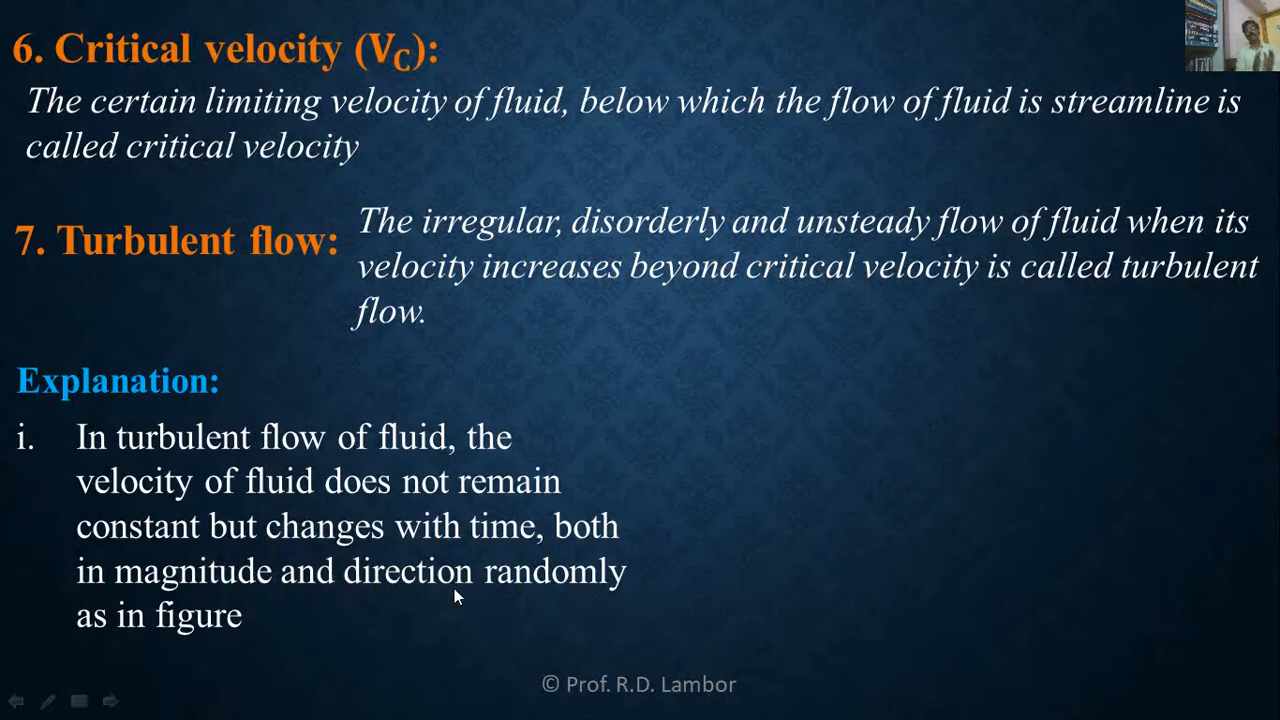 6. Critical velocity (VC):
The certain limiting velocity of fluid, below which the flow of fluid is streamline is
called critical velocity
7. Turbulent flow:
The irregular, disorderly and unsteady flow of fluid when its
velocity increases beyond critical velocity is called turbulent
flow.
Explanation:
i. In turbulent flow of fluid, the
velocity of fluid does not remain
constant but changes with time, both
in magnitude and direction randomly
as in figure
© Prof. R.D. Lambor